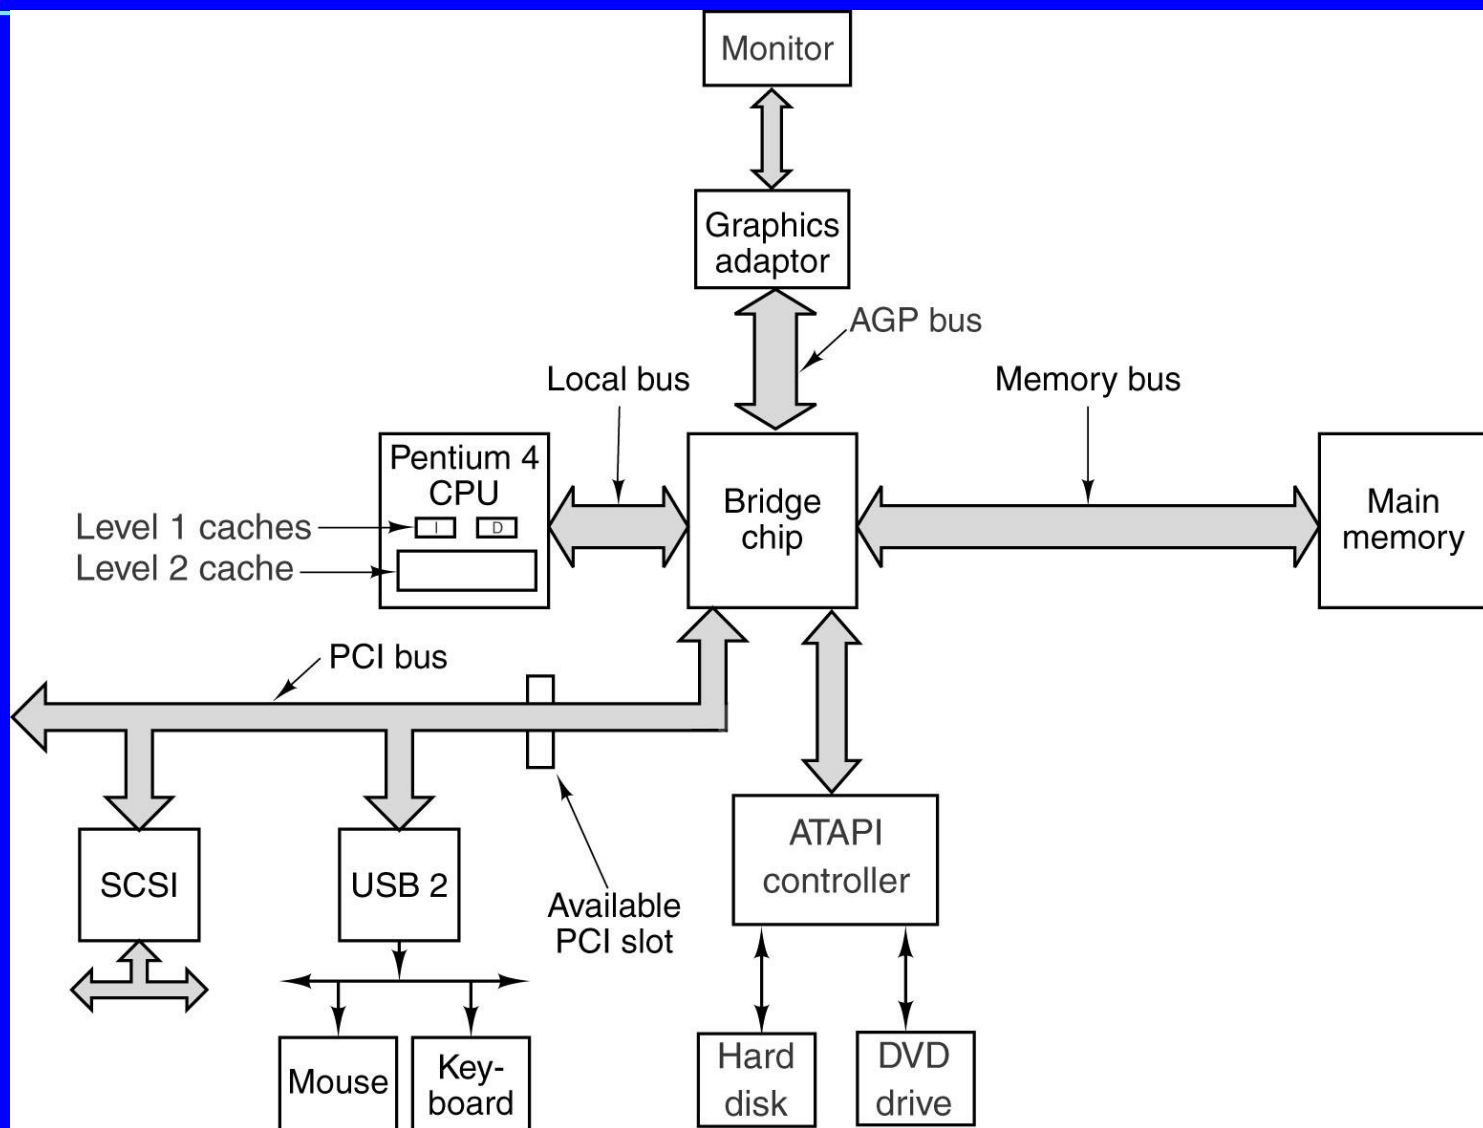 Monitor
Graphics
adaptor
AGP bus
Local bus
Memory bus
Pentium 4
CPU
I
D
Level 1 caches
Level 2 cache
Bridge
chip
Main
memory
PCI bus
SCSI
USB 2
Available
PCI slot
ATAPI
controller
Mouse
Key-
board
Hard
disk
DVD
drive